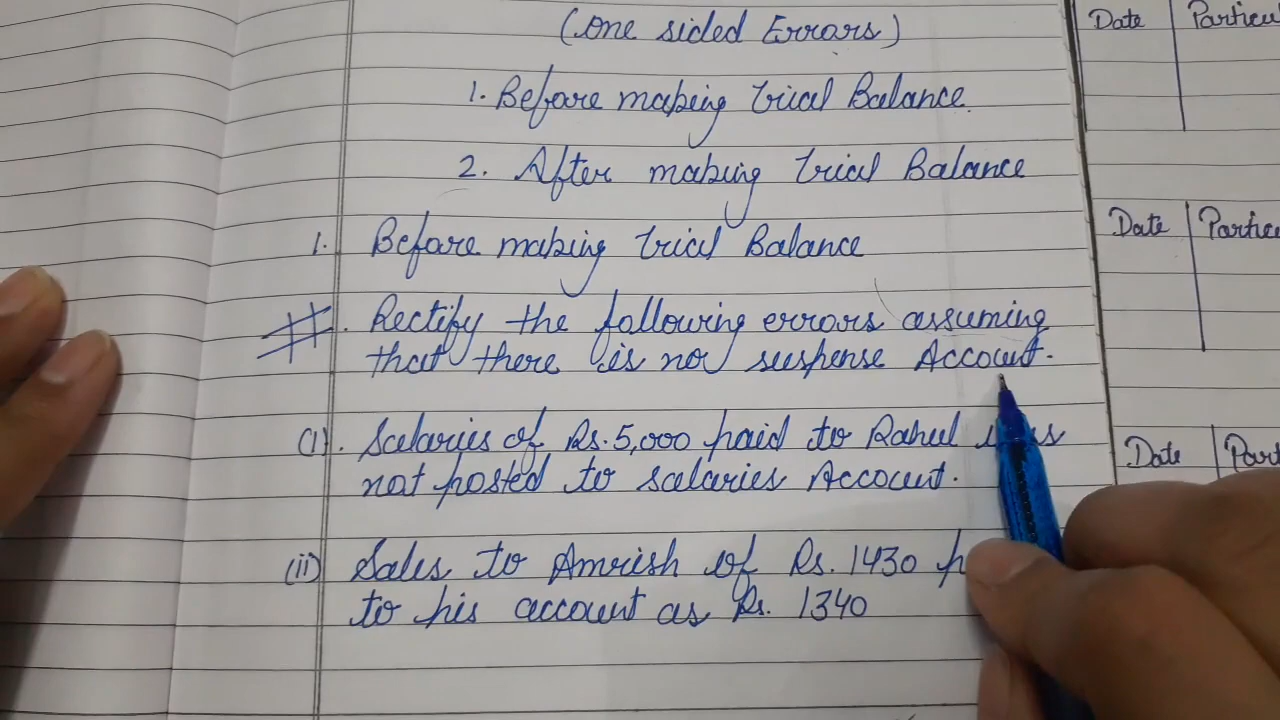 (One sided Errors)
1. Before making trial Balance.
2. After making trial Balance
1. Before making trial Balance
#. Rectify the following errors assuming
that there is no suspense Account.
(i). Salaries of Rs. 5,000 paid to Rahul was
not posted to salaries Account.
(ii) Sales to Amrish of Rs. 1430 p
to his account as Rs. 1340
Date Particu
Date Particu
Date Part